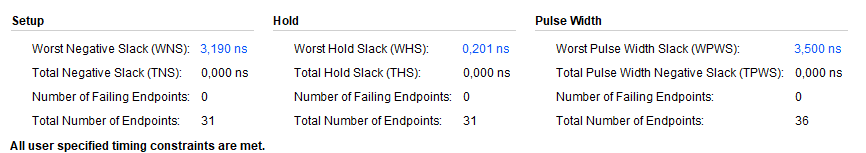 Setup Hold Pulse Width
Worst Negative Slack (WNS): 3,190 ns Worst Hold Slack (WHS): 0,201 ns Worst Pulse Width Slack (WPWS): 3,500 ns
Total Negative Slack (TNS): 0,000 ns Total Hold Slack (THS): 0,000 ns Total Pulse Width Negative Slack (TPWS): 0,000 ns
Number of Failing Endpoints: 0 Number of Failing Endpoints: 0 Number of Failing Endpoints: 0
Total Number of Endpoints: 31 Total Number of Endpoints: 31 Total Number of Endpoints: 36
All user specified timing constraints are met.